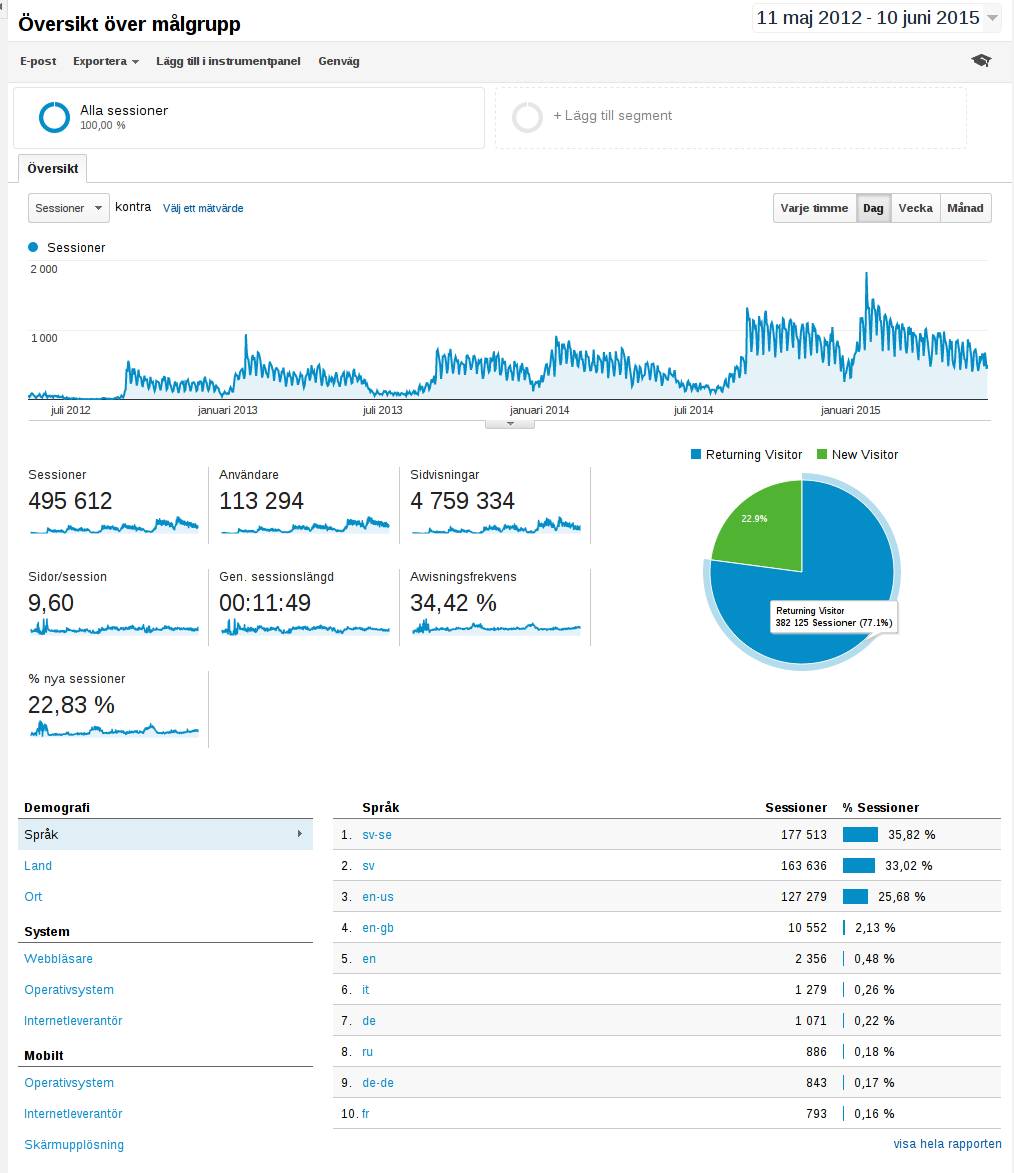 Översikt över målgrupp
11 maj 2012 - 10 juni 2015
E-post Exportera Lägg till i instrumentpanel Genväg
Alla sessioner
100,00 %
+ Lägg till segment
Översikt
Sessioner kontra Välj ett mätvärde
Varje timme Dag Vecka Månad
Sessioner
2 000
1 000
juli 2012 januari 2013 juli 2013 januari 2014 juli 2014 januari 2015
Returning Visitor New Visitor
Sessioner Användare Sidvisningar
495 612 113 294 4 759 334
22.9%
Sidor/session Gen. sessionslängd Avvisningsfrekvens
9,60 00:11:49 34,42 %
Returning Visitor
382 125 Sessioner (77.1%)
% nya sessioner
22,83 %
Demografi
Språk
Land
Ort
System
Webbläsare
Operativsystem
Internetleverantör
Mobilt
Operativsystem
Internetleverantör
Skärmupplösning
Språk Sessioner % Sessioner
1. sv-se 177 513 35,82 %
2. sv 163 636 33,02 %
3. en-us 127 279 25,68 %
4. en-gb 10 552 2,13 %
5. en 2 356 0,48 %
6. it 1 279 0,26 %
7. de 1 071 0,22 %
8. ru 886 0,18 %
9. de-de 843 0,17 %
10. fr 793 0,16 %
visa hela rapporten